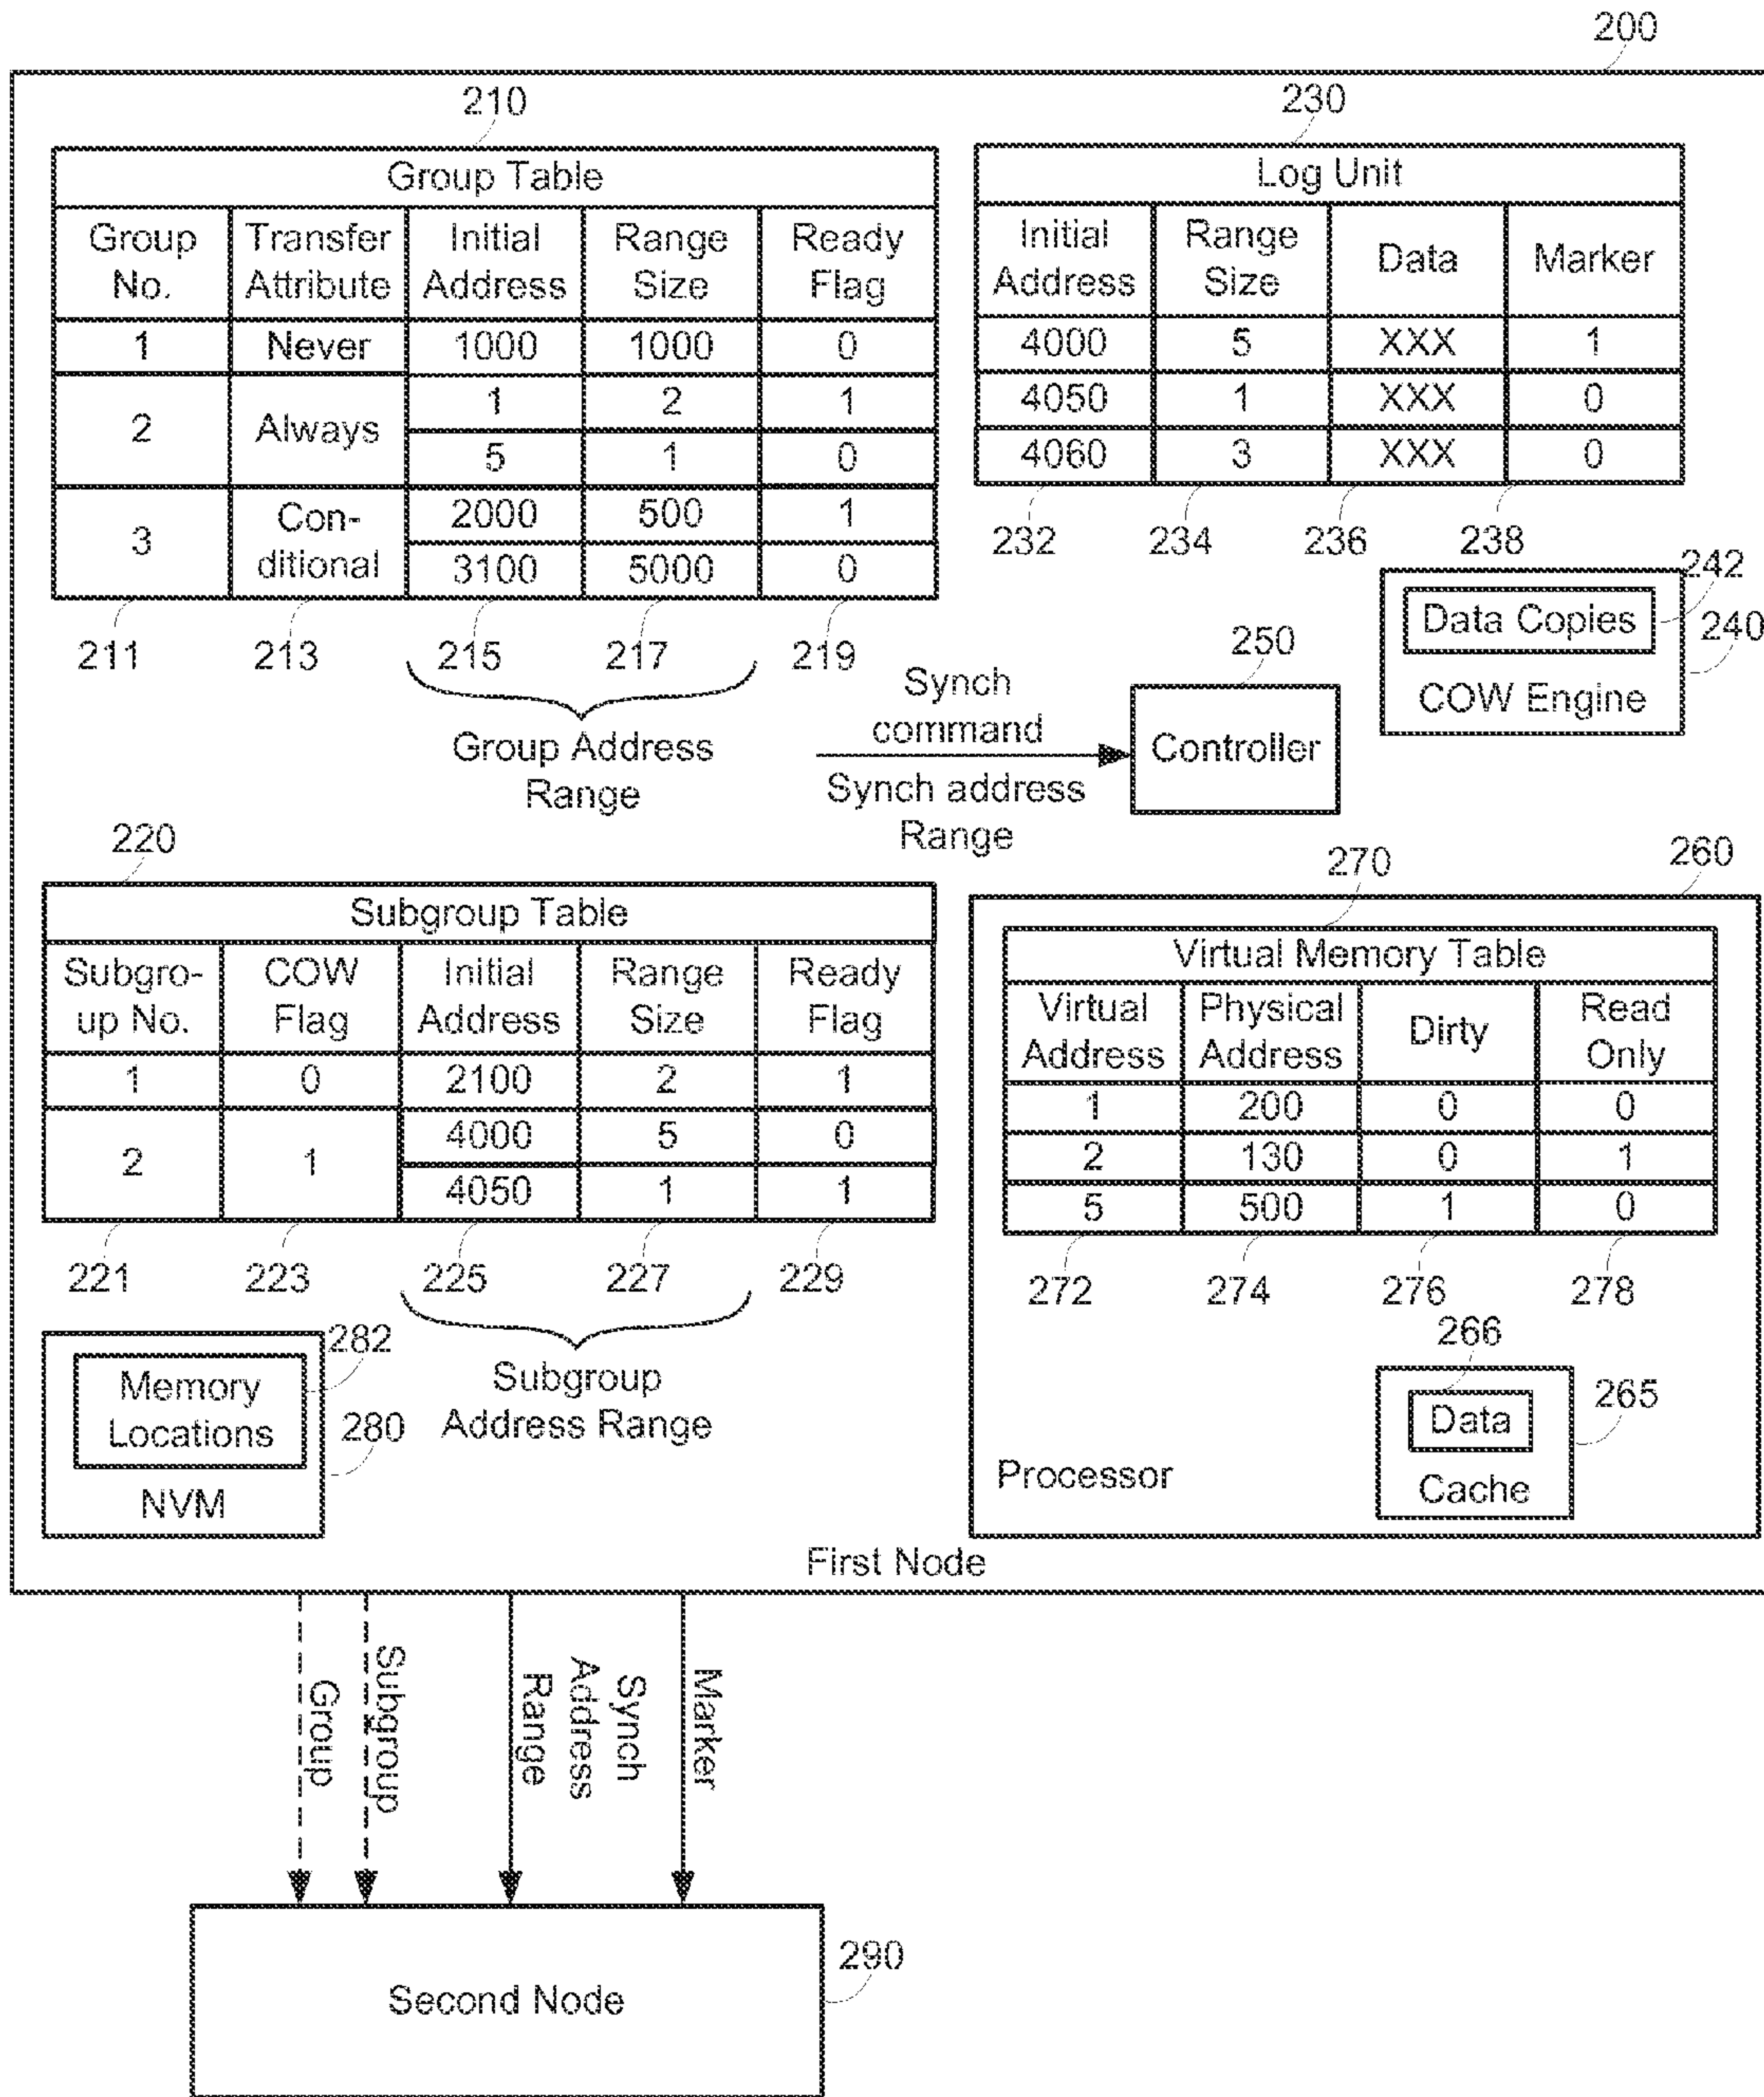 200
210
Group Table
Group No. Transfer Attribute Initial Address Range Size Ready Flag
1 Never 1000 1000 0
2 Always 1 2 1
5 1 0
3 Con-ditional 2000 500 1
3100 5000 0
211 213 215 217 219
Group Address
Range
230
Log Unit
Initial Address Range Size Data Marker
4000 5 XXX 1
4050 1 XXX 0
4060 3 XXX 0
232 234 236 238
242
Data Copies
240
COW Engine
250
Synch
command
Controller
Synch address
Range
220
Subgroup Table
Subgro-up No. COW Flag Initial Address Range Size Ready Flag
1 0 2100 2 1
2 1 4000 5 0
4050 1 1
221 223 225 227 229
Subgroup
Address Range
260
270
Virtual Memory Table
Virtual Address Physical Address Dirty Read Only
1 200 0 0
2 130 0 1
5 500 1 0
272 274 276 278
266
Data
265
Cache
Processor
282
Memory
Locations
280
NVM
First Node
Group
Subgroup
Synch
Address
Range
Marker
290
Second Node